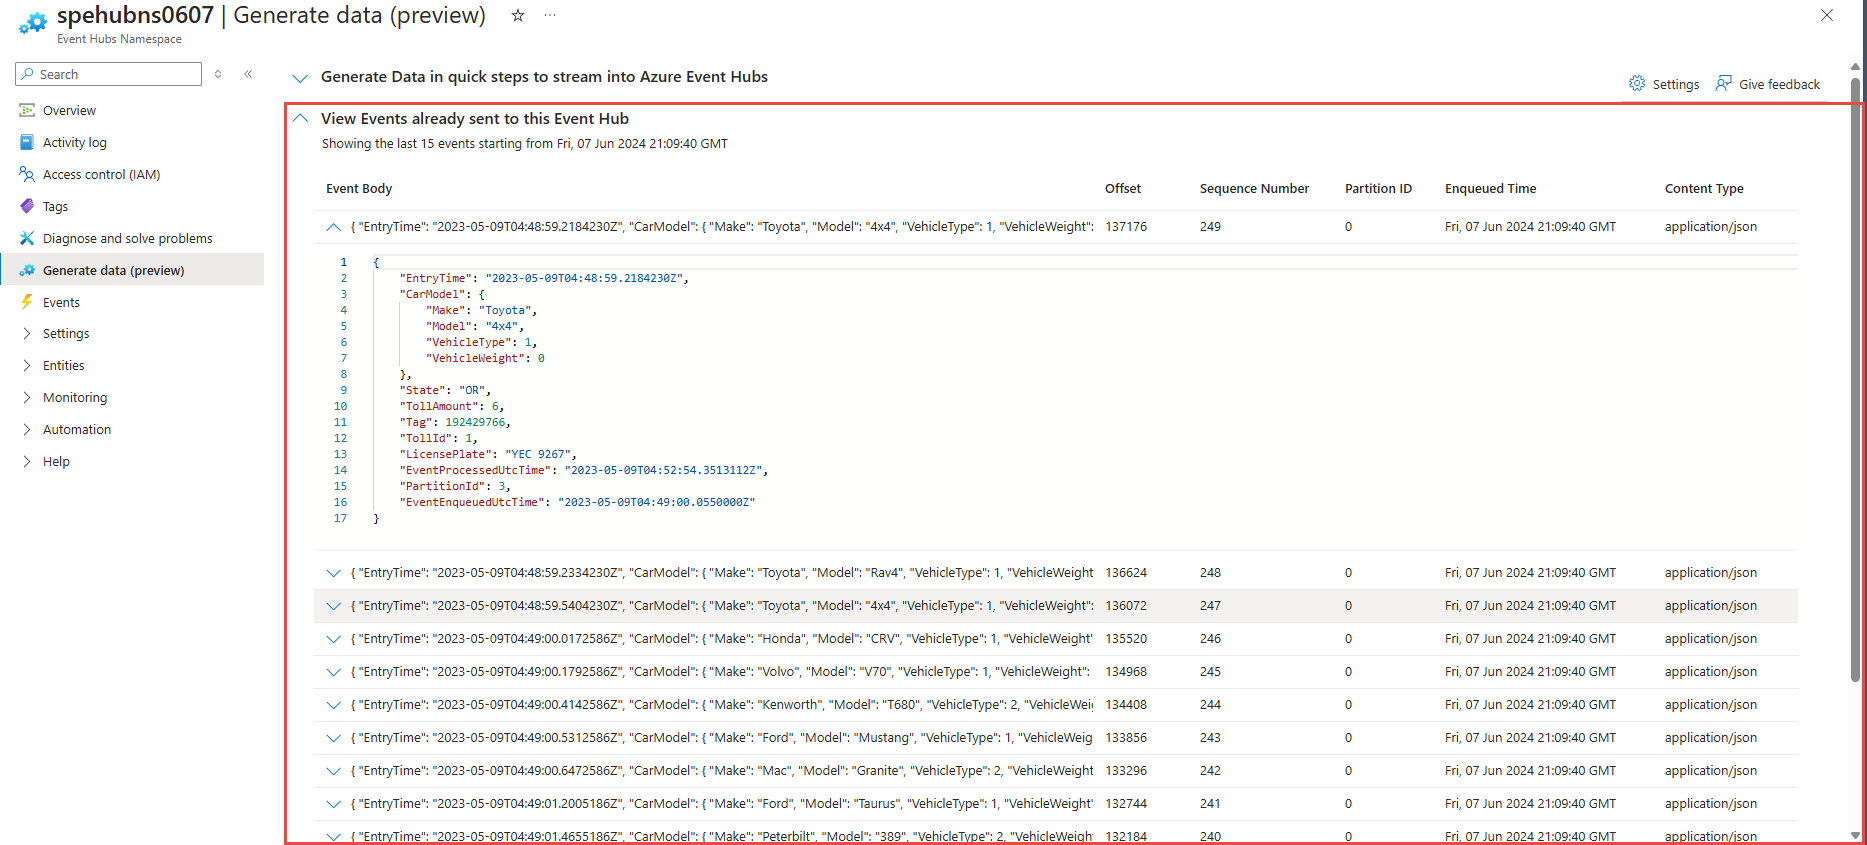 spehubns0607 | Generate data (preview)
Event Hubs Namespace
Search
Overview
Activity log
Access control (IAM)
Tags
Diagnose and solve problems
Generate data (preview)
Events
Settings
Entities
Monitoring
Automation
Help
Generate Data in quick steps to stream into Azure Event Hubs
Settings Give feedback
View Events already sent to this Event Hub
Showing the last 15 events starting from Fri, 07 Jun 2024 21:09:40 GMT
Event Body Offset Sequence Number Partition ID Enqueued Time Content Type
{ "EntryTime": "2023-05-09T04:48:59.2184230Z", "CarModel": { "Make": "Toyota", "Model": "4x4", "VehicleType": 1, "VehicleWeight": 137176 249 0 Fri, 07 Jun 2024 21:09:40 GMT application/json
1 {
2 "EntryTime": "2023-05-09T04:48:59.2184230Z",
3 "CarModel": {
4 "Make": "Toyota",
5 "Model": "4x4",
6 "VehicleType": 1,
7 "VehicleWeight": 0
8 },
9 "State": "OR",
10 "TollAmount": 6,
11 "Tag": 192429766,
12 "TollId": 1,
13 "LicensePlate": "YEC 9267",
14 "EventProcessedUtcTime": "2023-05-09T04:52:54.3513112Z",
15 "PartitionId": 3,
16 "EventEnqueuedUtcTime": "2023-05-09T04:49:00.0550000Z"
17 }
{ "EntryTime": "2023-05-09T04:48:59.2334230Z", "CarModel": { "Make": "Toyota", "Model": "Rav4", "VehicleType": 1, "VehicleWeight 136624 248 0 Fri, 07 Jun 2024 21:09:40 GMT application/json
{ "EntryTime": "2023-05-09T04:48:59.5404230Z", "CarModel": { "Make": "Toyota", "Model": "4x4", "VehicleType": 1, "VehicleWeight": 136072 247 0 Fri, 07 Jun 2024 21:09:40 GMT application/json
{ "EntryTime": "2023-05-09T04:49:00.0172586Z", "CarModel": { "Make": "Honda", "Model": "CRV", "VehicleType": 1, "VehicleWeight" 135520 246 0 Fri, 07 Jun 2024 21:09:40 GMT application/json
{ "EntryTime": "2023-05-09T04:49:00.1792586Z", "CarModel": { "Make": "Volvo", "Model": "V70", "VehicleType": 1, "VehicleWeight": 134968 245 0 Fri, 07 Jun 2024 21:09:40 GMT application/json
{ "EntryTime": "2023-05-09T04:49:00.4142586Z", "CarModel": { "Make": "Kenworth", "Model": "T680", "VehicleType": 2, "VehicleWei 134408 244 0 Fri, 07 Jun 2024 21:09:40 GMT application/json
{ "EntryTime": "2023-05-09T04:49:00.5312586Z", "CarModel": { "Make": "Ford", "Model": "Mustang", "VehicleType": 1, "VehicleWeig 133856 243 0 Fri, 07 Jun 2024 21:09:40 GMT application/json
{ "EntryTime": "2023-05-09T04:49:00.6472586Z", "CarModel": { "Make": "Mac", "Model": "Granite", "VehicleType": 2, "VehicleWeight 133296 242 0 Fri, 07 Jun 2024 21:09:40 GMT application/json
{ "EntryTime": "2023-05-09T04:49:01.2005186Z", "CarModel": { "Make": "Ford", "Model": "Taurus", "VehicleType": 1, "VehicleWeight" 132744 241 0 Fri, 07 Jun 2024 21:09:40 GMT application/json
{ "EntryTime": "2023-05-09T04:49:01.4655186Z", "CarModel": { "Make": "Peterbilt", "Model": "389", "VehicleType": 2, "VehicleWeight 132184 240 0 Fri, 07 Jun 2024 21:09:40 GMT application/json